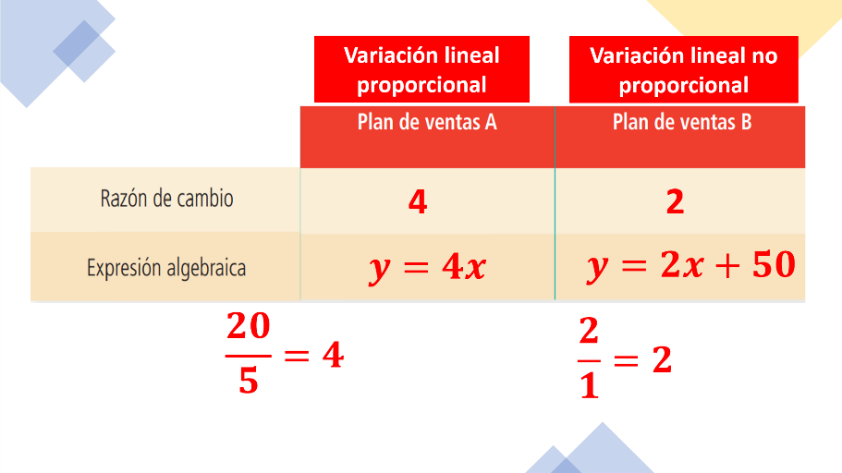 Variación lineal
proporcional
Variación lineal no
proporcional
Plan de ventas A
Plan de ventas B
Razón de cambio
4
2
Expresión algebraica
y = 4x
y = 2x + 50
20/5 = 4
2/1 = 2